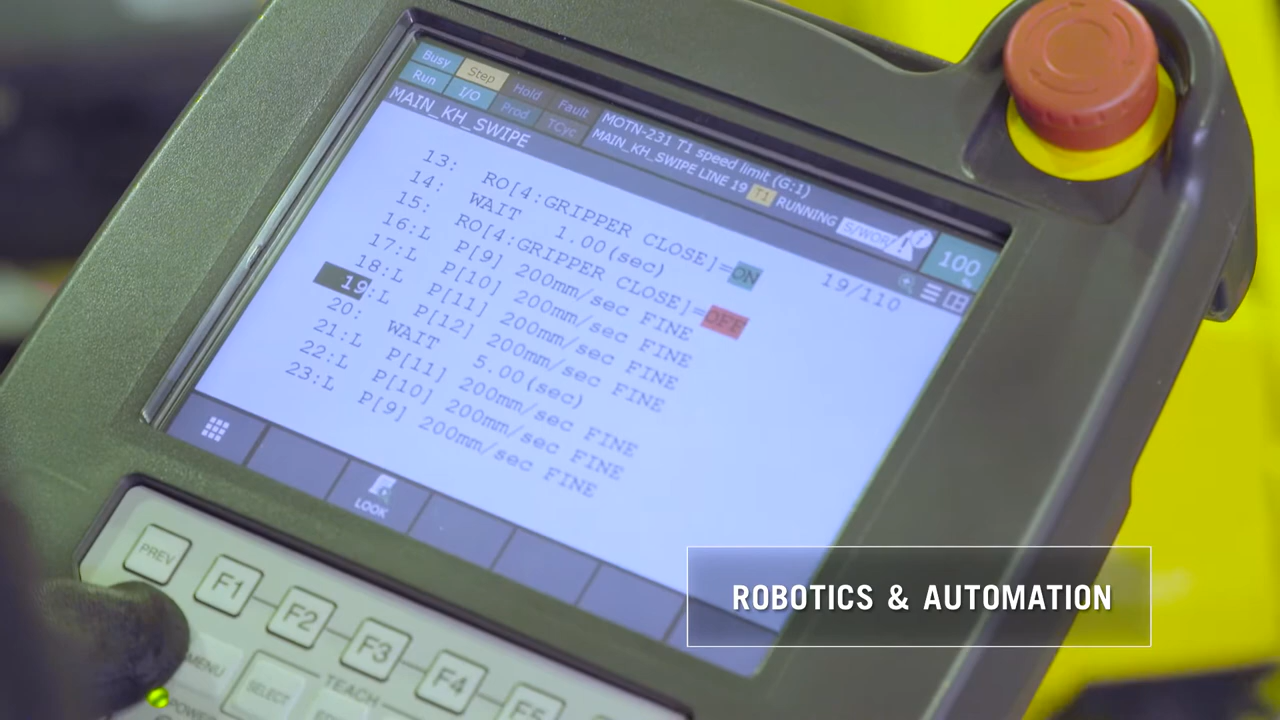 Busy Step Hold Fault
Run I/O Prod TCyc
MOTN-231 T1 speed limit (G:1)
MAIN_KH_SWIPE LINE 19 T1 RUNNING
100
MAIN_KH_SWIPE
19/110
13: RO[4:GRIPPER CLOSE]=ON
14: WAIT 1.00(sec)
15: RO[4:GRIPPER CLOSE]=OFF
16:L P[9] 200mm/sec FINE
17:L P[10] 200mm/sec FINE
18:L P[11] 200mm/sec FINE
19:L P[12] 200mm/sec FINE
20: WAIT 5.00(sec)
21:L P[11] 200mm/sec FINE
22:L P[10] 200mm/sec FINE
23:L P[9] 200mm/sec FINE
LOOK
PREV F1 F2 F3 F4 F5
MENU SELECT
TEACH
POWER
ROBOTICS & AUTOMATION